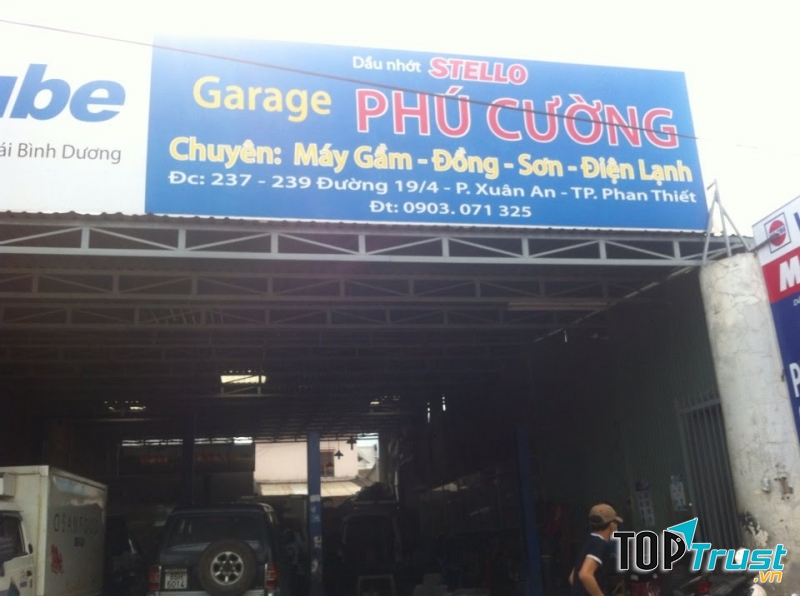 Dầu nhớt STELLO
Garage PHÚ CƯỜNG
Chuyên: Máy Gầm - Đồng - Sơn - Điện Lạnh
Đc: 237 - 239 Đường 19/4 - P. Xuân An - TP. Phan Thiết
Đt: 0903. 071 325
ube
ái Bình Dương
M
P
TOPTrust
.vn